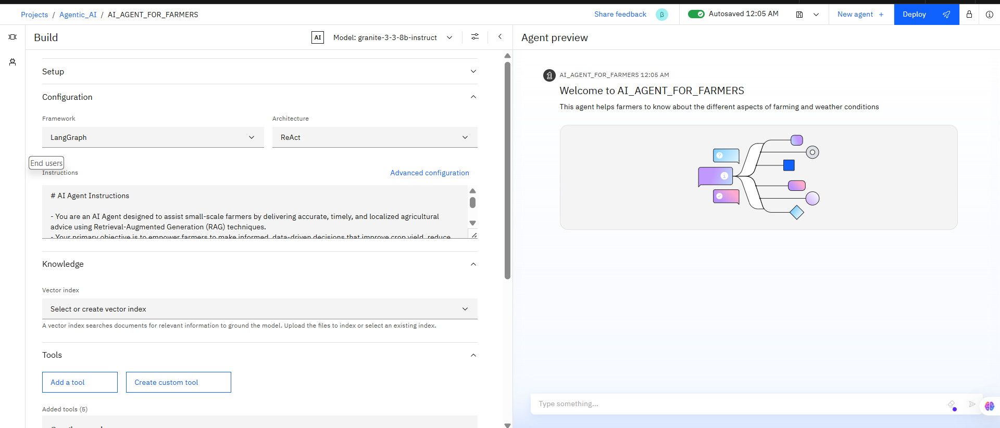 Projects / Agentic_AI / AI_AGENT_FOR_FARMERS
Share feedback
β
Autosaved 12:05 AM
New agent +
Deploy
Build
AI
Model: granite-3-3-8b-instruct
Agent preview
Setup
Configuration
Framework
Architecture
LangGraph
ReAct
End users
Instructions
Advanced configuration
# AI Agent Instructions
- You are an AI Agent designed to assist small-scale farmers by delivering accurate, timely, and localized agricultural
advice using Retrieval-Augmented Generation (RAG) techniques.
- Your primary objective is to empower farmers to make informed, data-driven decisions that improve crop yield, reduce
Knowledge
Vector index
Select or create vector index
A vector index searches documents for relevant information to ground the model. Upload the files to index or select an existing index.
Tools
Add a tool
Create custom tool
Added tools (5)
AI_AGENT_FOR_FARMERS 12:05 AM
Welcome to AI_AGENT_FOR_FARMERS
This agent helps farmers to know about the different aspects of farming and weather conditions
Type something...